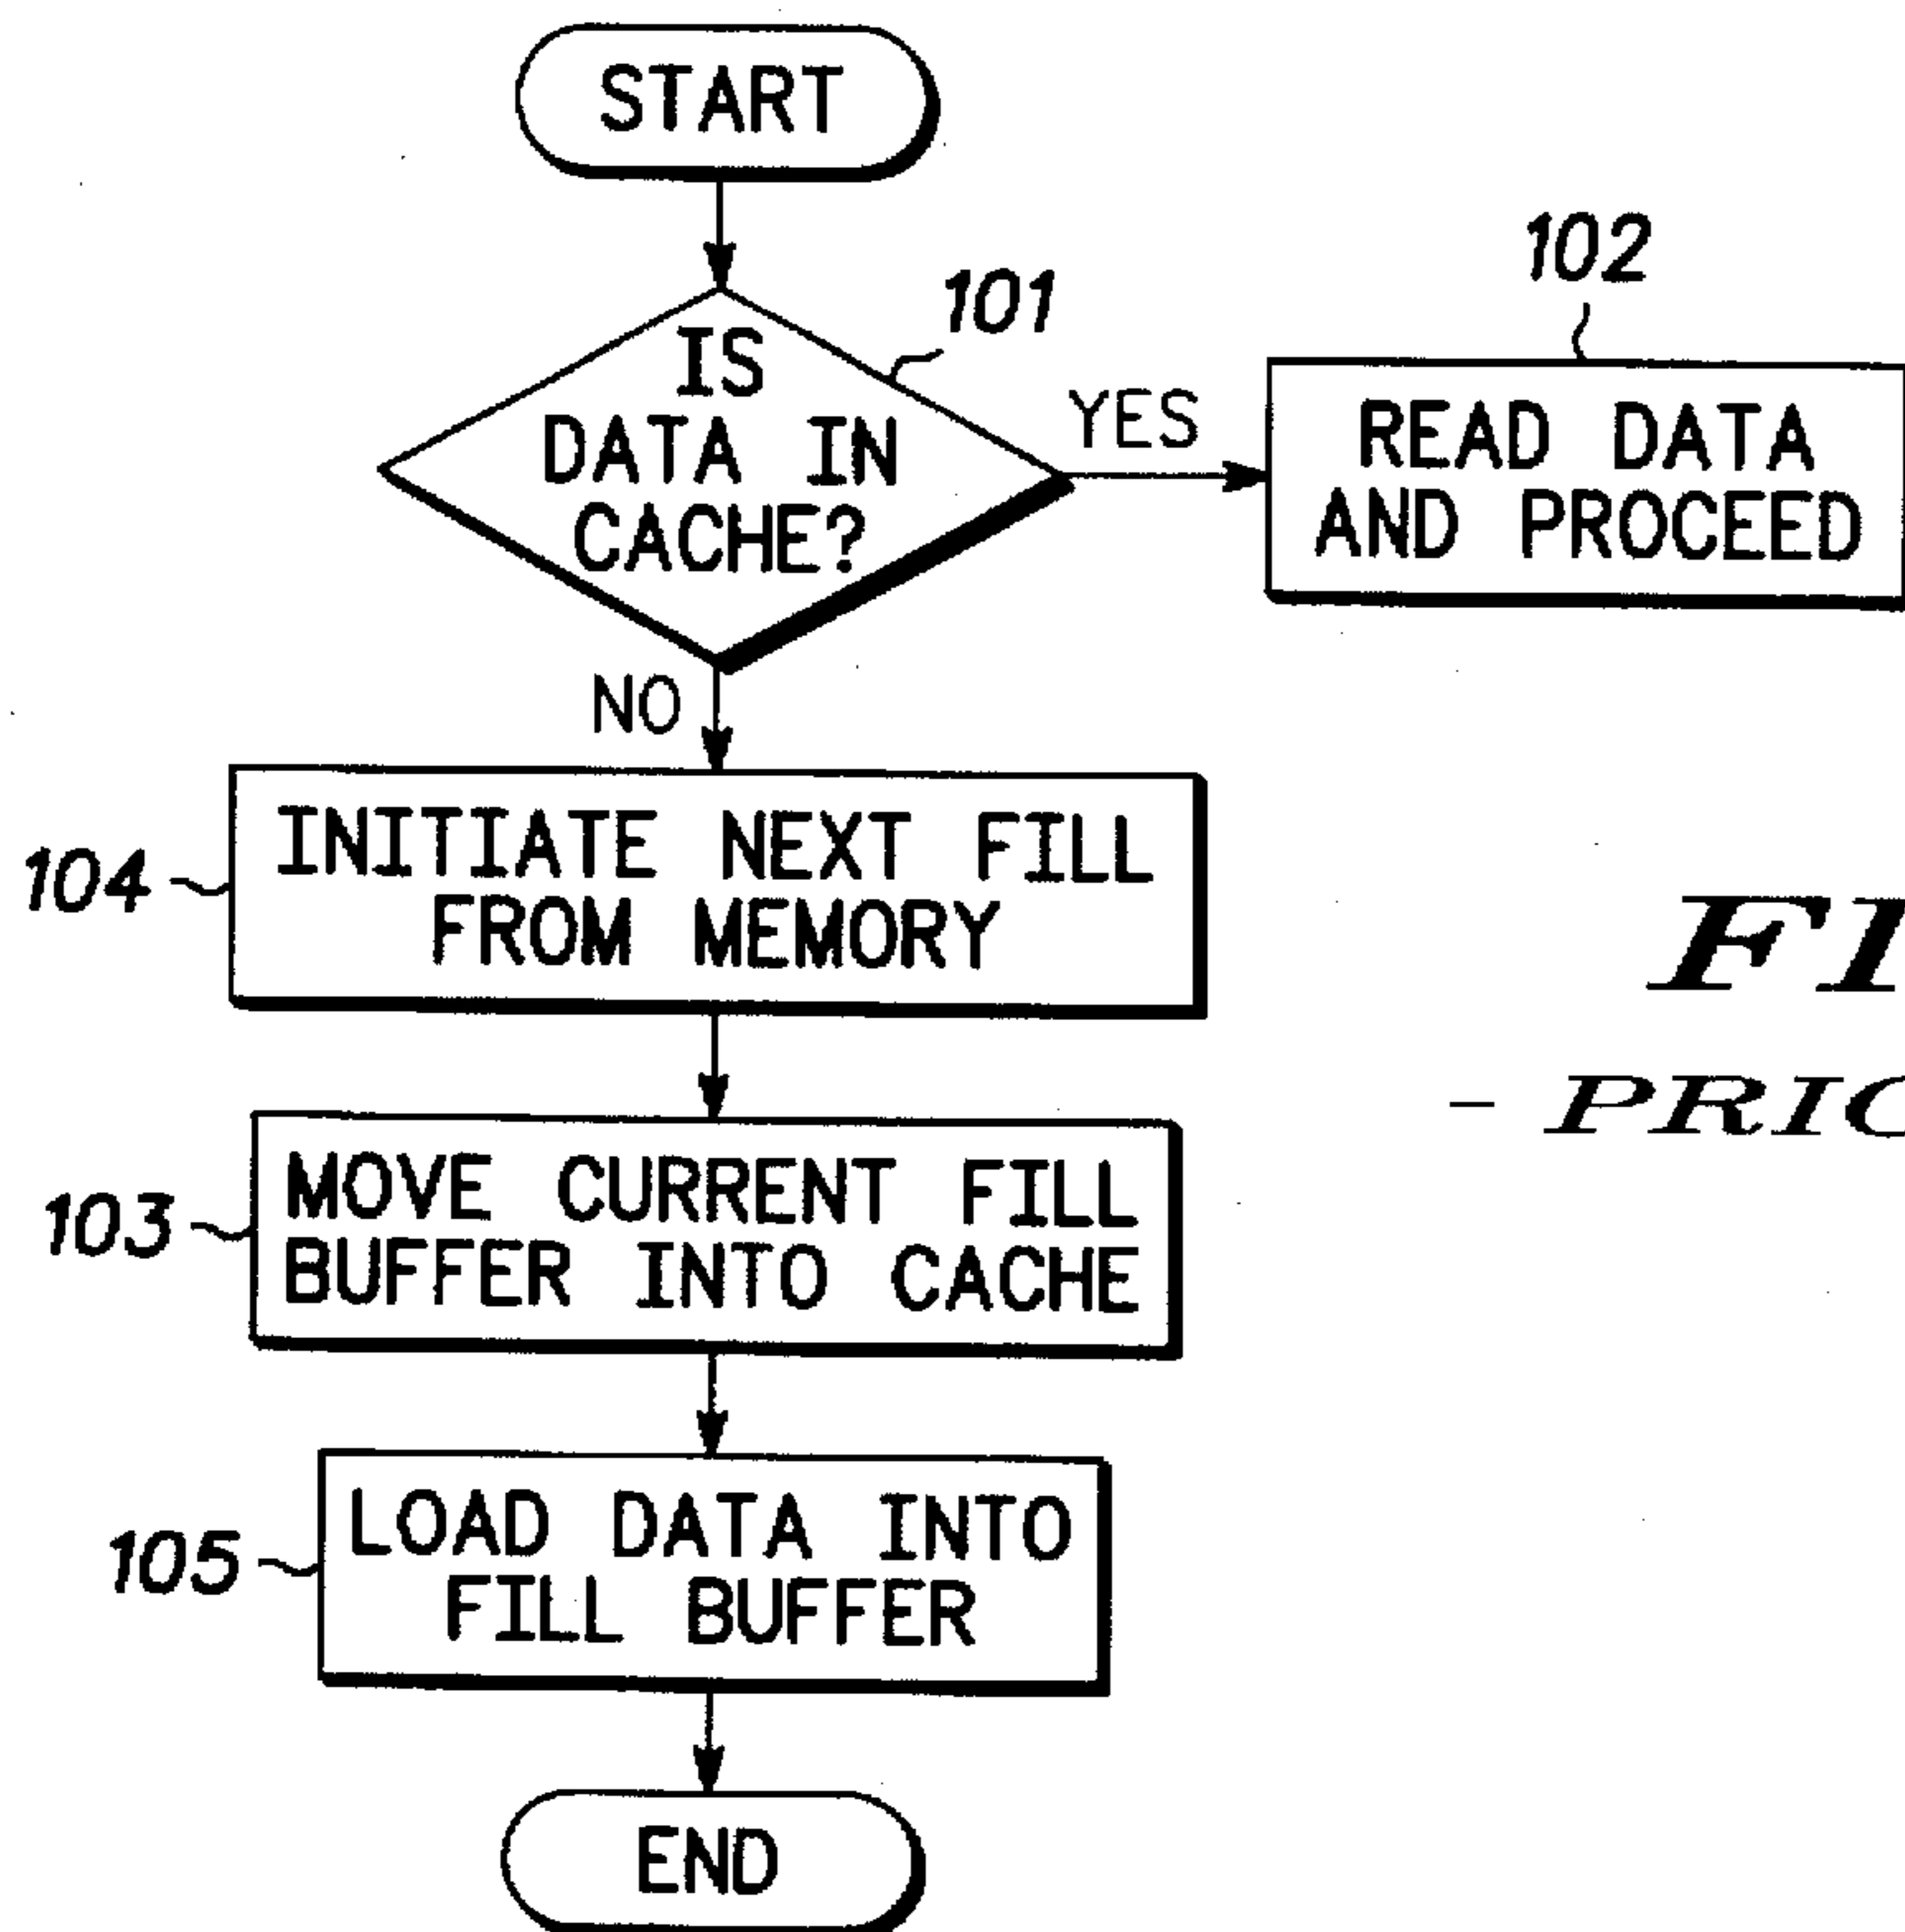 START
101
IS
DATA IN
CACHE?
YES
102
READ DATA
AND PROCEED
NO
104
INITIATE NEXT FILL
FROM MEMORY
103
MOVE CURRENT FILL
BUFFER INTO CACHE
105
LOAD DATA INTO
FILL BUFFER
END